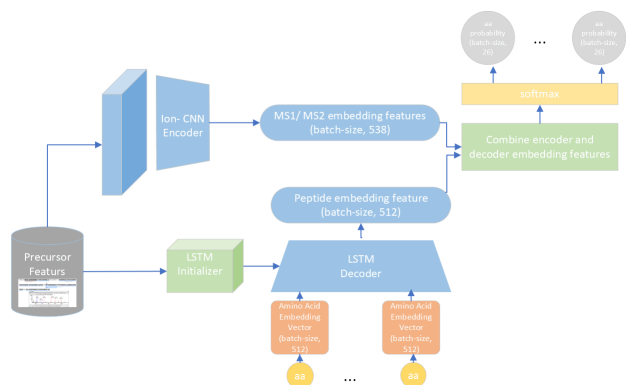 aa
probability
(batch-size,
26)
...
aa
probability
(batch-size,
26)
softmax
Ion- CNN
Encoder
MS1/ MS2 embedding features
(batch-size, 538)
Combine encoder and
decoder embedding features
Peptide embedding feature
(batch-size, 512)
Precursor
Featurs
LSTM
Initializer
LSTM
Decoder
Amino Acid
Embedding
Vector
(batch-size,
512)
Amino Acid
Embedding
Vector
(batch-size,
512)
aa
...
aa